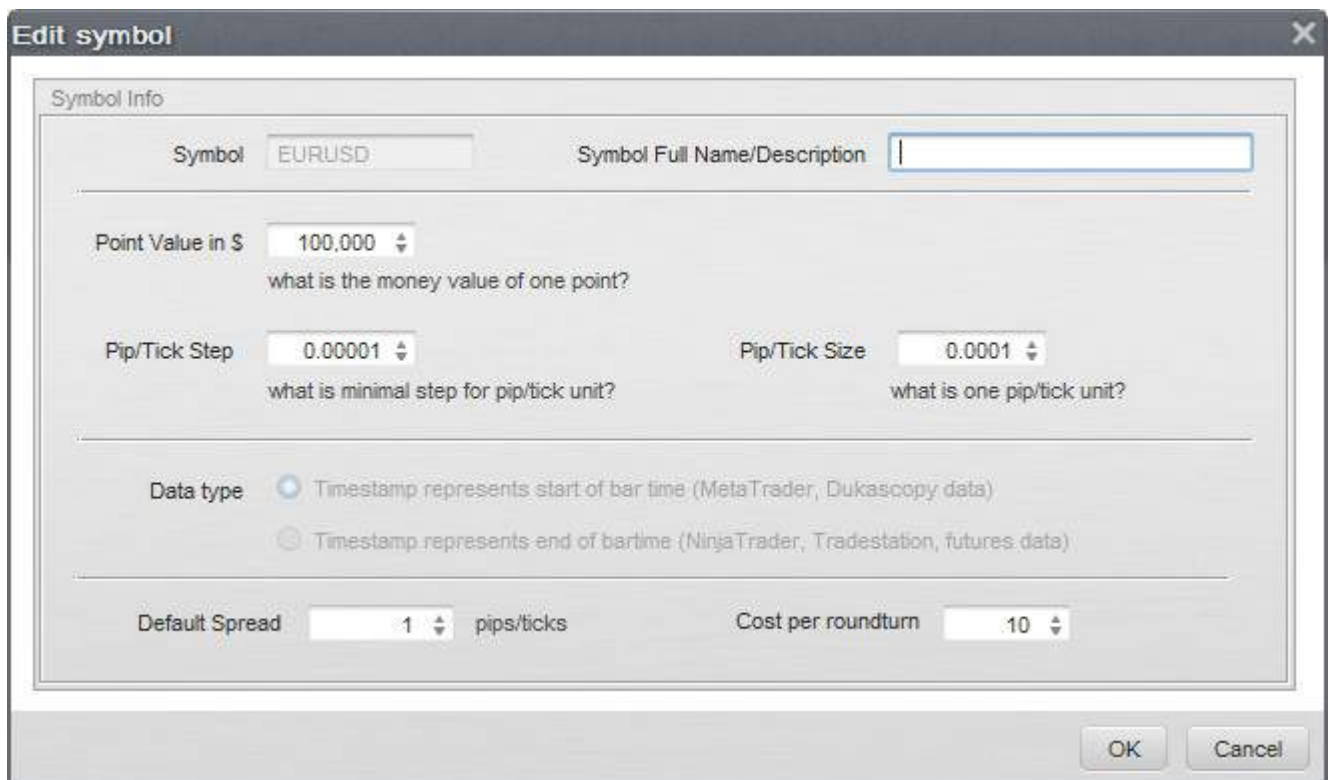 Edit symbol
Symbol Info
Symbol EURUSD Symbol Full Name/Description
Point Value in $ 100,000
what is the money value of one point?
Pip/Tick Step 0.00001 Pip/Tick Size 0.0001
what is minimal step for pip/tick unit? what is one pip/tick unit?
Data type Timestamp represents start of bar time (MetaTrader, Dukascopy data)
Timestamp represents end of bartime (NinjaTrader, Tradestation, futures data)
Default Spread 1 pips/ticks Cost per roundturn 10
OK Cancel